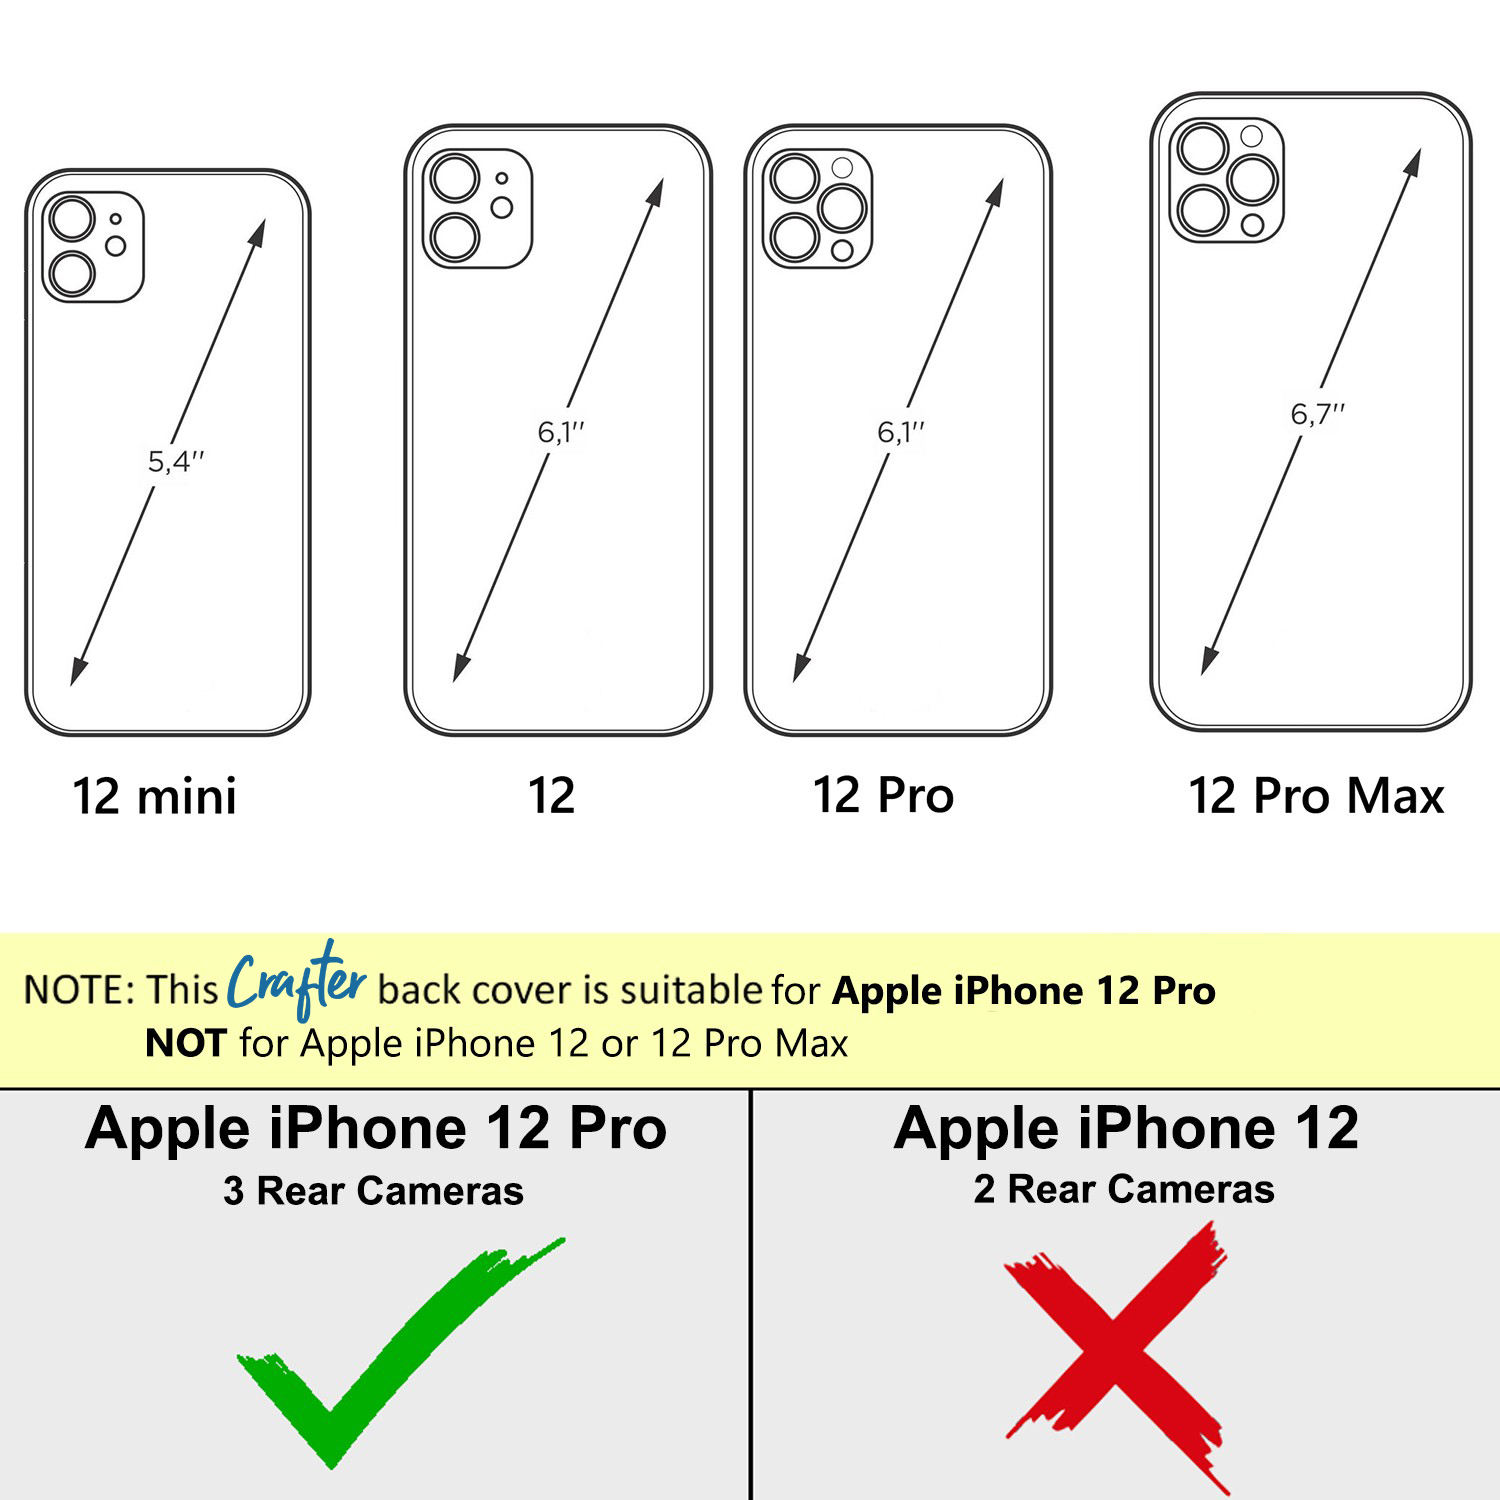 5,4''
6,1''
6,1''
6,7''
12 mini
12
12 Pro
12 Pro Max
NOTE: This Crafter back cover is suitable for Apple iPhone 12 Pro
NOT for Apple iPhone 12 or 12 Pro Max
Apple iPhone 12 Pro
3 Rear Cameras
Apple iPhone 12
2 Rear Cameras